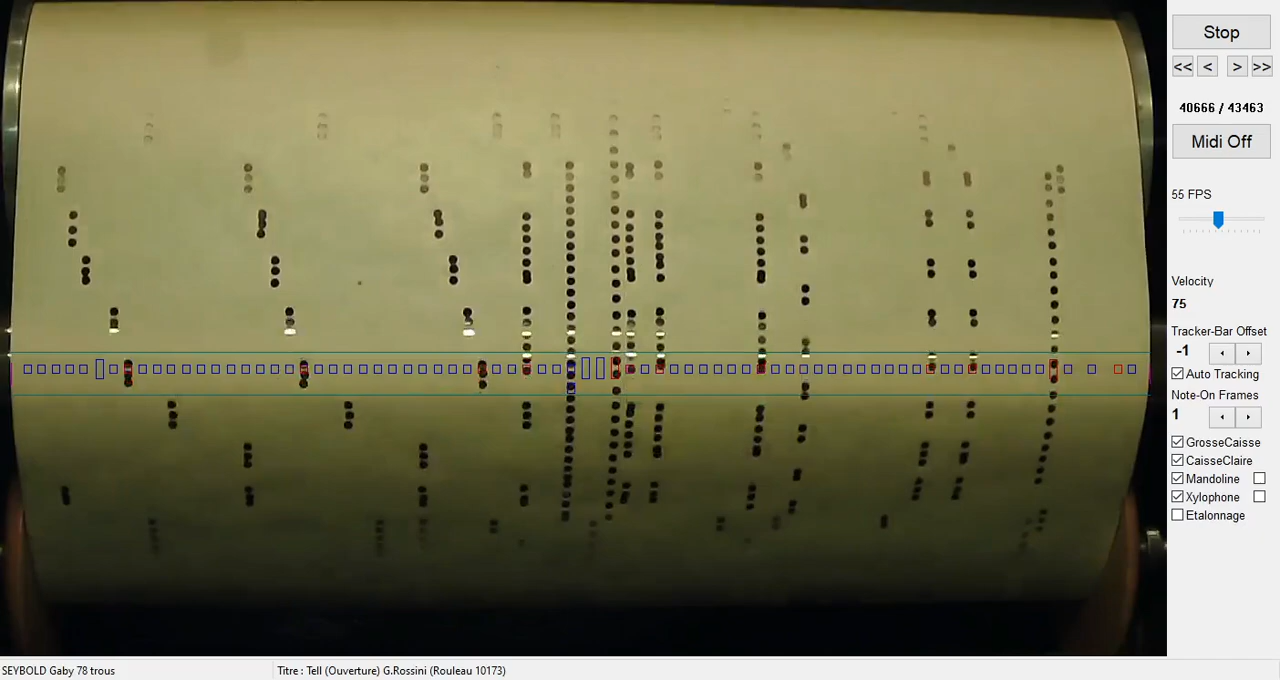 Stop
<< < > >>
40666 / 43463
Midi Off
55 FPS
Velocity
75
Tracker-Bar Offset
-1
Auto Tracking
Note-On Frames
1
GrosseCaisse
CaisseClaire
Mandoline
Xylophone
Etalonnage
SEYBOLD Gaby 78 trous
Titre : Tell (Ouverture) G.Rossini (Rouleau 10173)